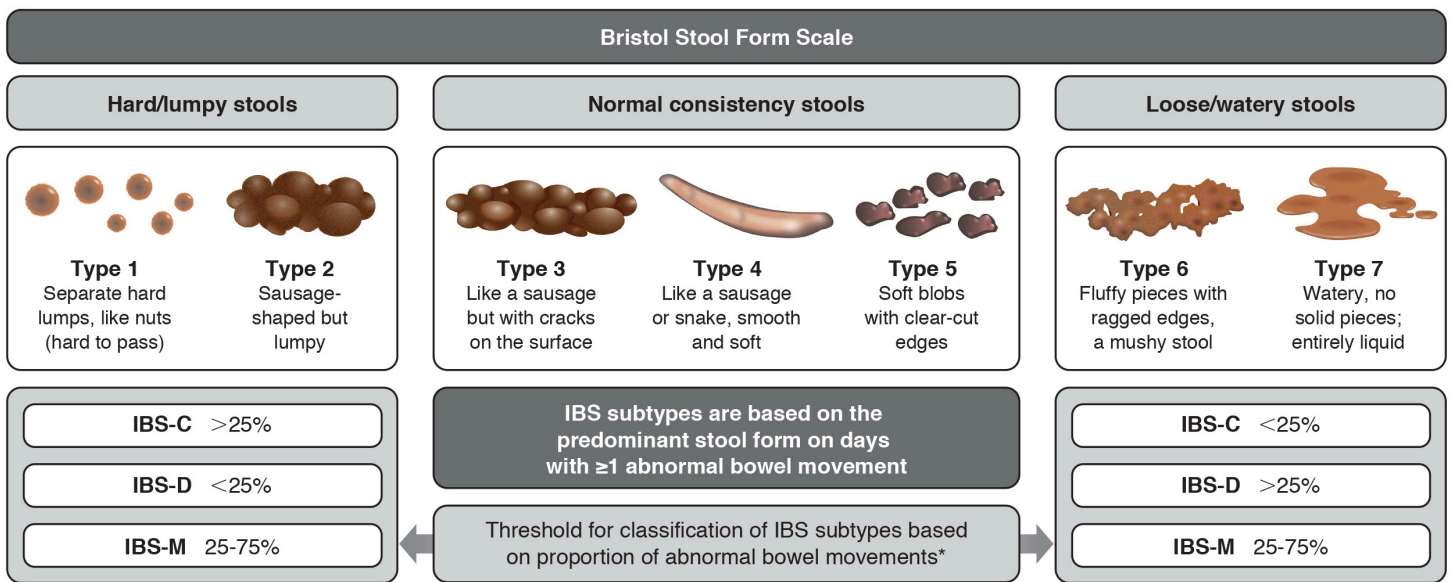 Bristol Stool Form Scale
Hard/lumpy stools
Normal consistency stools
Loose/watery stools
Type 1
Separate hard
lumps, like nuts
(hard to pass)
Type 2
Sausage-
shaped but
lumpy
Type 3
Like a sausage
but with cracks
on the surface
Type 4
Like a sausage
or snake, smooth
and soft
Type 5
Soft blobs
with clear-cut
edges
Type 6
Fluffy pieces with
ragged edges,
a mushy stool
Type 7
Watery, no
solid pieces;
entirely liquid
IBS-C >25%
IBS-D <25%
IBS-M 25-75%
IBS subtypes are based on the
predominant stool form on days
with ≥1 abnormal bowel movement
Threshold for classification of IBS subtypes based
on proportion of abnormal bowel movements*
IBS-C <25%
IBS-D >25%
IBS-M 25-75%